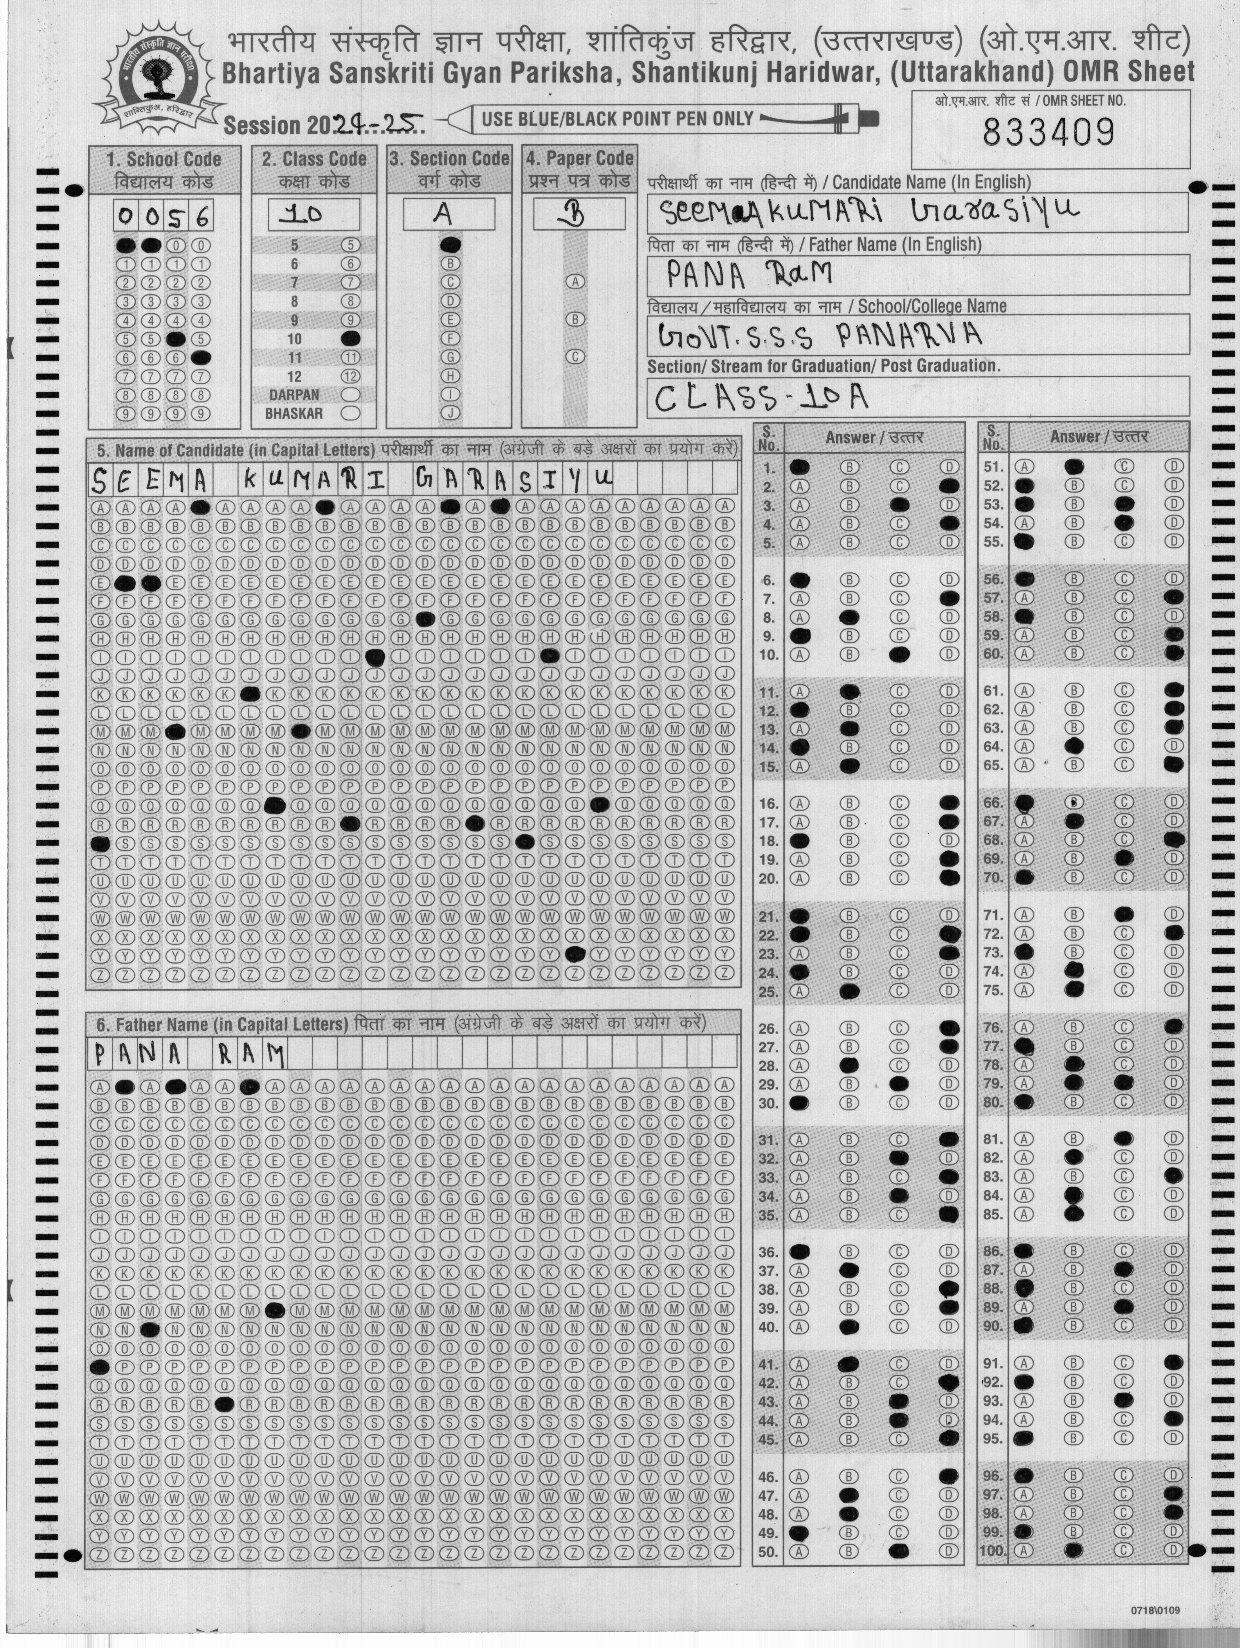 भारतीय संस्कृति ज्ञान परीक्षा, शांतिकुंज हरिद्वार, (उत्तराखण्ड) (ओ.एम.आर. शीट)
Bhartiya Sanskriti Gyan Pariksha, Shantikunj Haridwar, (Uttarakhand) OMR Sheet
Session 2024-25
USE BLUE/BLACK POINT PEN ONLY
ओ.एम.आर. शीट सं / OMR SHEET NO.
833409
1. School Code
विद्यालय कोड
0056
2. Class Code
कक्षा कोड
10
3. Section Code
वर्ग कोड
A
4. Paper Code
प्रश्न पत्र कोड
B
परीक्षार्थी का नाम (हिन्दी में) / Candidate Name (In English)
SEEMA KUMARI Garasiyu
पिता का नाम (हिन्दी में) / Father Name (In English)
PANA RaM
विद्यालय / महाविद्यालय का नाम / School/College Name
GOVT. S.S.S PANARVA
Section/ Stream for Graduation/ Post Graduation.
CLASS-10A
5
6
7
8
9
10
11
12
DARPAN
BHASKAR
5. Name of Candidate (in Capital Letters) परीक्षार्थी का नाम (अंग्रेजी के बड़े अक्षरों का प्रयोग करें)
SEEMA KUMARI GARASIYU
6. Father Name (in Capital Letters) पिता का नाम (अंग्रेजी के बड़े अक्षरों का प्रयोग करें)
PANA RAM
S. No. Answer / उत्तर
S. No. Answer / उत्तर
0718\0109